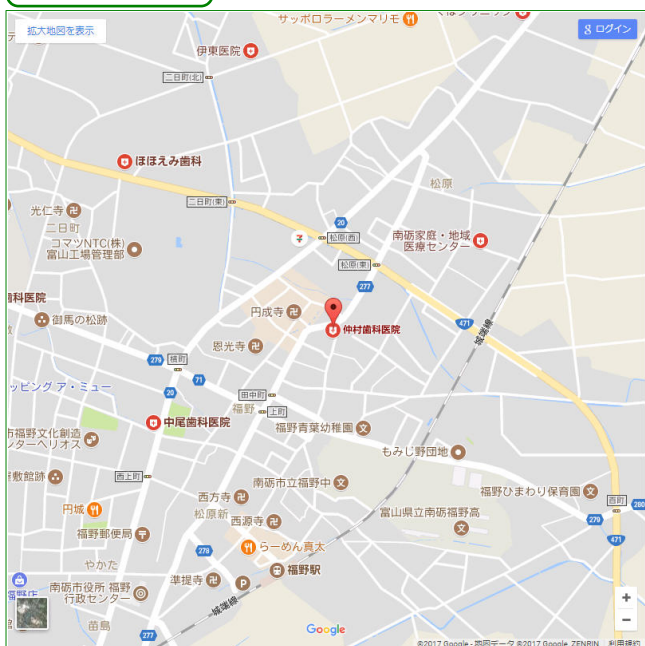 拡大地図を表示
サッポロラーメンマリモ
ログイン
伊東医院
二日町(北)
ほほえみ歯科
松原
光仁寺
二日町
二日町(東)
20
コマツNTC(株)
富山工場管理部
松原(西)
南砺家庭・地域
医療センター
松原(東)
277
歯科医院
御馬の松跡
円成寺
仲村歯科医院
471
城端線
恩光寺
279
横町
71
20
ッピング ア・ミュー
田中町
福野
上町
中尾歯科医院
市福野文化創造
ンターヘリオス
福野青葉幼稚園
もみじ野団地
西上町
敷館跡
南砺市立福野中
福野ひまわり保育園
円城
西方寺
松原新
富山県立南砺福野高
280
279
福野郵便局
西源寺
471
278
らーめん真太
やかた
福野駅
準提寺
P
福野店
南砺市役所 福野
行政センター
城端線
苗島
277
Google
©2017 Google - 地図データ ©2017 Google, ZENRIN
利用規約